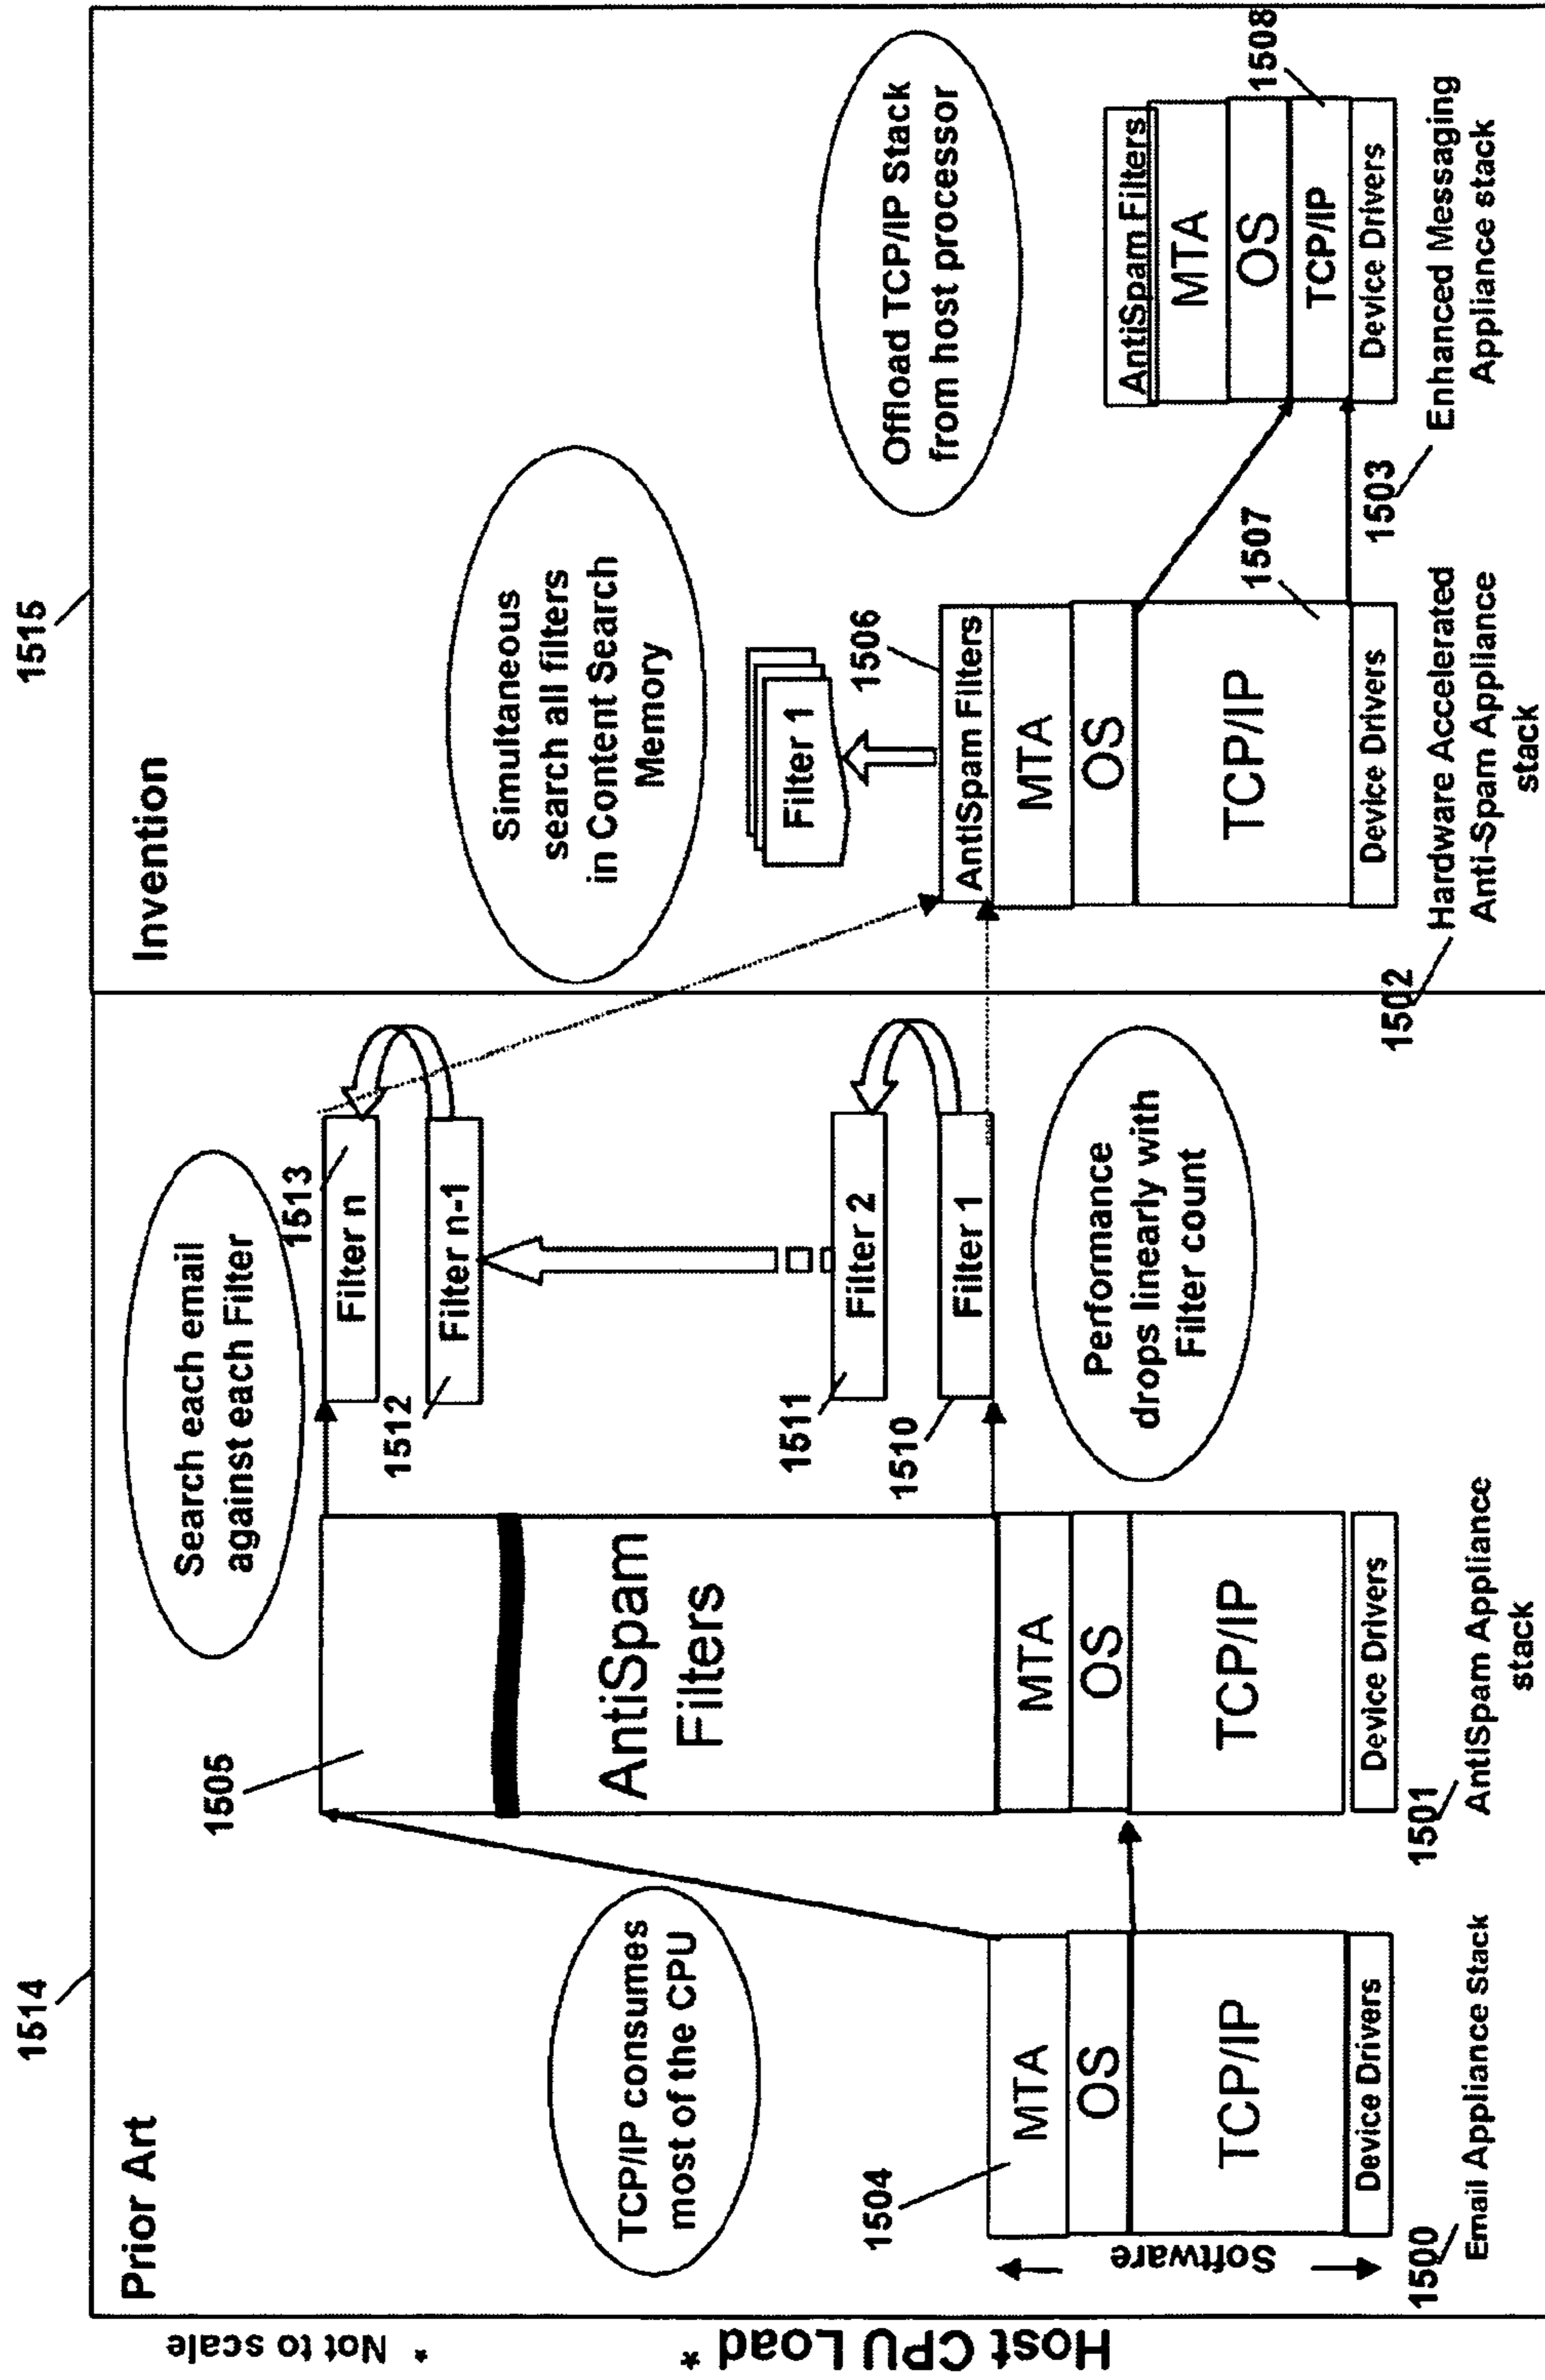 1514
1515
Prior Art
Invention
Host CPU Load *
* Not to scale
Software
TCP/IP consumes
most of the CPU
1504
MTA
OS
TCP/IP
Device Drivers
1500
Email Appliance Stack
1505
AntiSpam
Filters
MTA
OS
TCP/IP
Device Drivers
1501
AntiSpam Appliance
stack
Search each email
against each Filter
1513
Filter n
1512
Filter n-1
1511
Filter 2
1510
Filter 1
Performance
drops linearly with
Filter count
Simultaneous
search all filters
in Content Search
Memory
Filter 1
1506
AntiSpam Filters
MTA
OS
TCP/IP
1507
Device Drivers
1502
Hardware Accelerated
Anti-Spam Appliance
stack
Offload TCP/IP Stack
from host processor
AntiSpam Filters
MTA
OS
TCP/IP
1508
Device Drivers
1503
Enhanced Messaging
Appliance stack